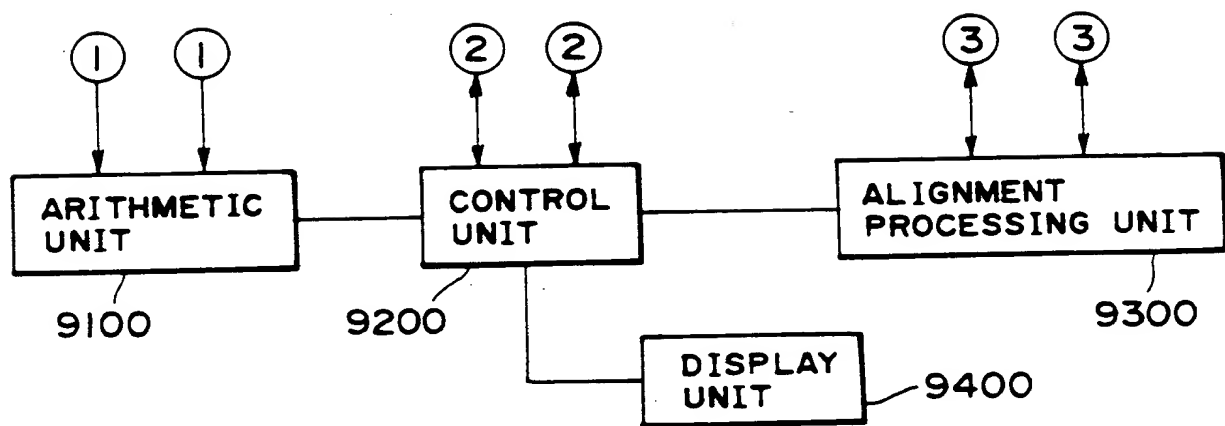 1 1 2 2 3 3
ARITHMETIC
UNIT
CONTROL
UNIT
ALIGNMENT
PROCESSING UNIT
9100
9200
9300
DISPLAY
UNIT
9400